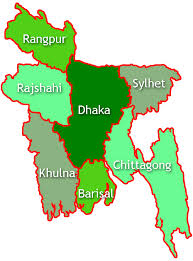 Rangpur
Sylhet
Rajshahi
Dhaka
Chittagong
Khulna
Barisal